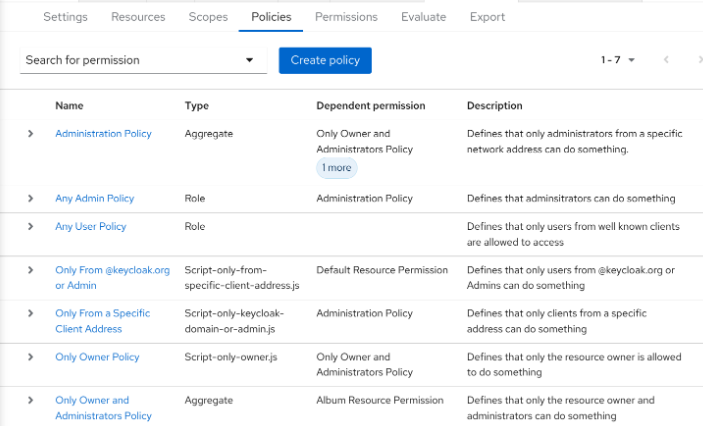 Settings Resources Scopes Policies Permissions Evaluate Export
Search for permission Create policy 1 - 7
Name Type Dependent permission Description
Administration Policy Aggregate Only Owner and Defines that only administrators from a specific
Administrators Policy network address can do something.
1 more
Any Admin Policy Role Administration Policy Defines that adminsitrators can do something
Any User Policy Role Defines that only users from well known clients
are allowed to access
Only From @keycloak.org Script-only-from- Default Resource Permission Defines that only users from @keycloak.org or
or Admin specific-client-address.js Admins can do something
Only From a Specific Script-only-keycloak- Administration Policy Defines that only clients from a specific
Client Address domain-or-admin.js address can do something
Only Owner Policy Script-only-owner.js Only Owner and Defines that only the resource owner is allowed
Administrators Policy to do something
Only Owner and Aggregate Album Resource Permission Defines that only the resource owner and
Administrators Policy administrators can do something